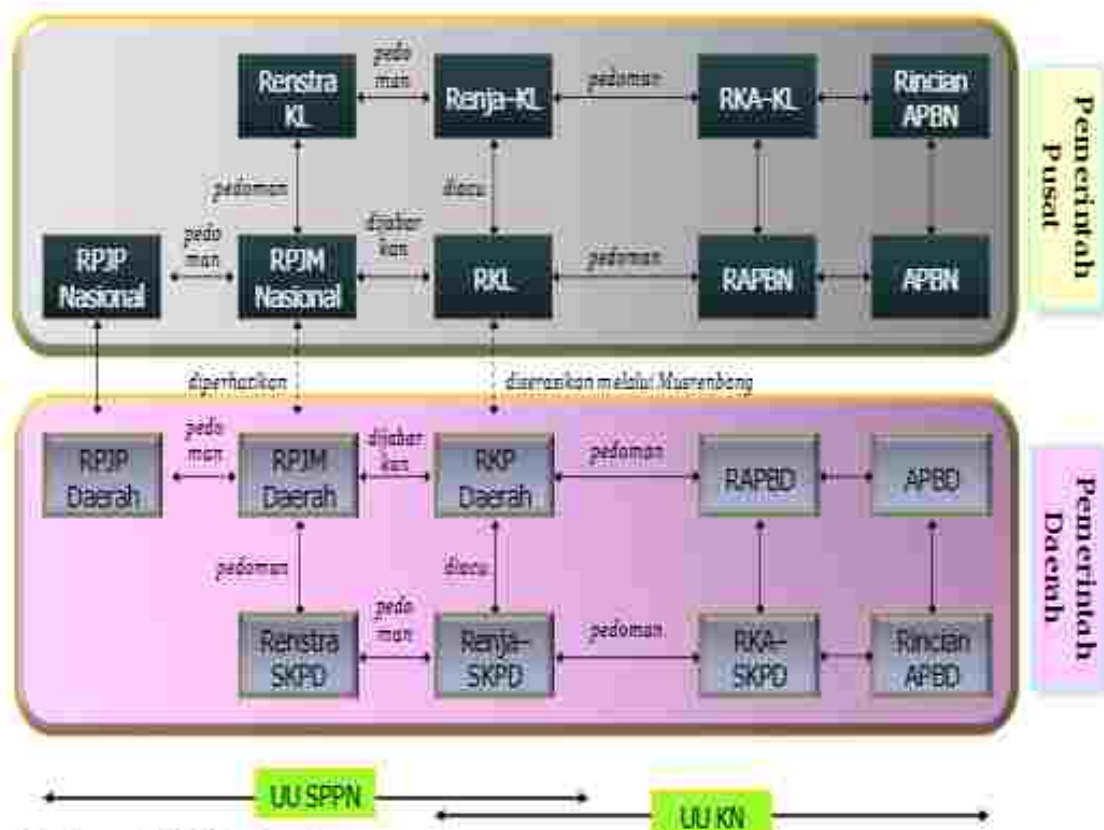 Renstra
KL
pedo
man
Renja-KL
pedoman
RKA-KL
Rincian
APBN
pedoman
diacu
RPJP
Nasional
pedo
man
RPJM
Nasional
dijabar
kan
RKL
pedoman
RAPBN
APBN
Pemerintah
Pusat
diperhatikan
diserasikan melalui Musrenbang
RPJP
Daerah
pedo
man
RPJM
Daerah
dijabar
kan
RKP
Daerah
pedoman
RAPBD
APBD
pedoman
diacu
Renstra
SKPD
pedo
man
Renja-
SKPD
pedoman
RKA-
SKPD
Rincian
APBD
Pemerintah
Daerah
UU SPPN
UU KN